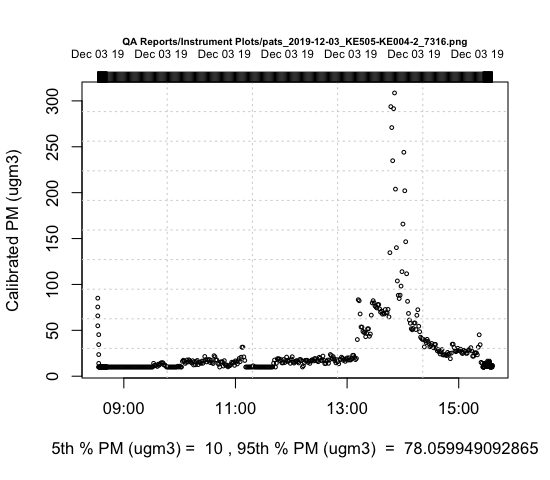 QA Reports/Instrument Plots/pats_2019-12-03_KE505-KE004-2_7316.png
Dec 03 19 Dec 03 19 Dec 03 19 Dec 03 19 Dec 03 19 Dec 03 19 Dec 03 19
Calibrated PM (ugm3)
300
250
200
150
100
50
0
09:00 11:00 13:00 15:00
5th % PM (ugm3) = 10 , 95th % PM (ugm3) = 78.059949092865